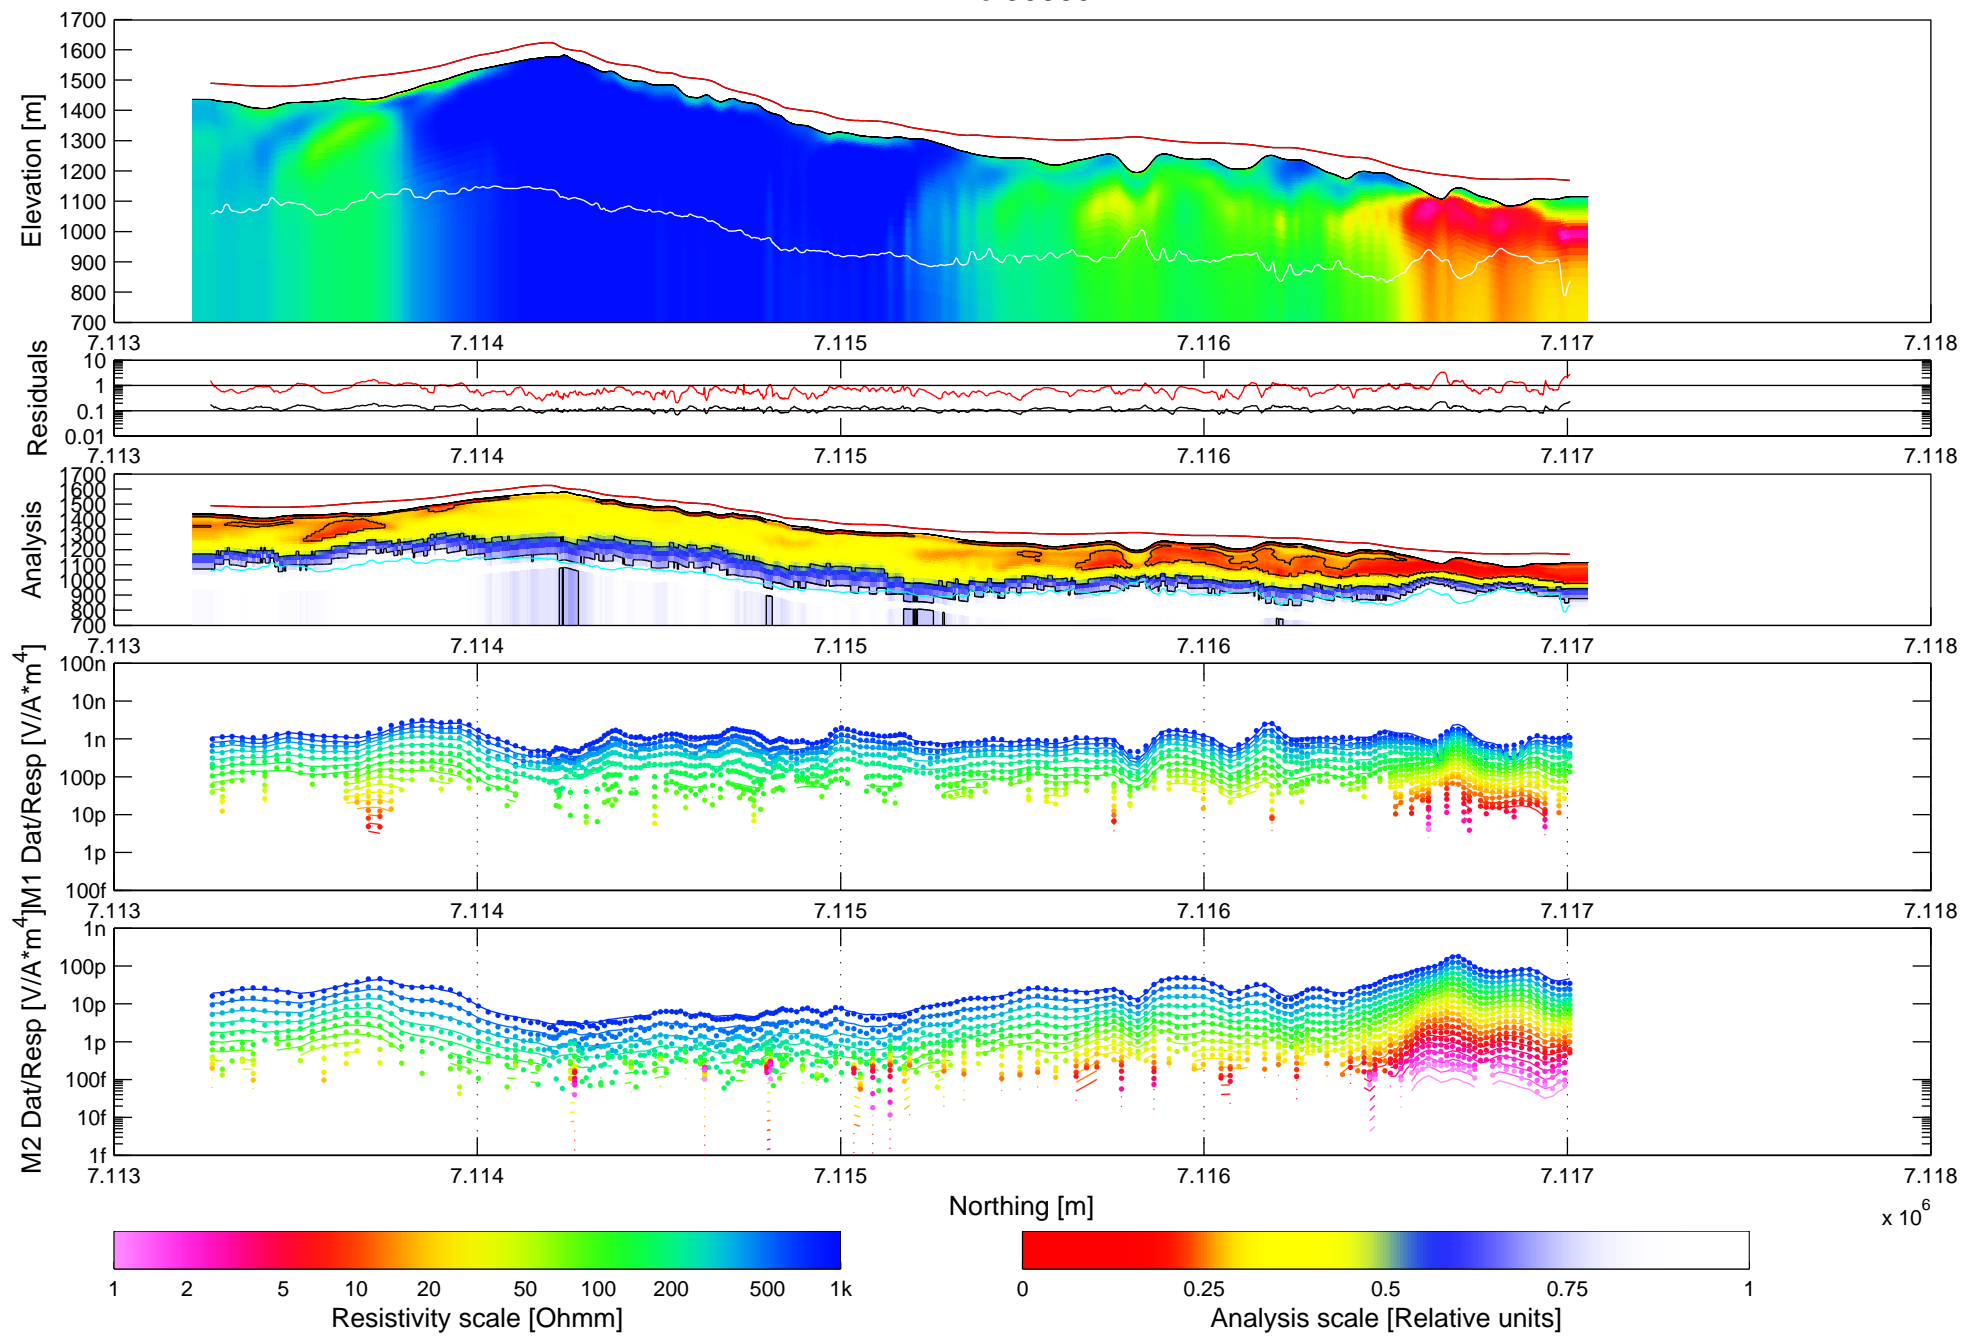 1700
1600
1500
1400
1300
1200
1100
1000
900
800
700
Elevation [m]
7.113 7.114 7.115 7.116 7.117 7.118
10
1
0.1
0.01
Residuals
7.113 7.114 7.115 7.116 7.117 7.118
1700
1600
1500
1400
1300
1200
1100
1000
900
800
700
Analysis
7.113 7.114 7.115 7.116 7.117 7.118
100n
10n
1n
100p
10p
1p
100f
M1 Dat/Resp [V/A*m^4]
7.113 7.114 7.115 7.116 7.117 7.118
1n
100p
10p
1p
100f
10f
1f
M2 Dat/Resp [V/A*m^4]
7.113 7.114 7.115 7.116 7.117 7.118
Northing [m]
x 10^6
1 2 5 10 20 50 100 200 500 1k
Resistivity scale [Ohmm]
0 0.25 0.5 0.75 1
Analysis scale [Relative units]